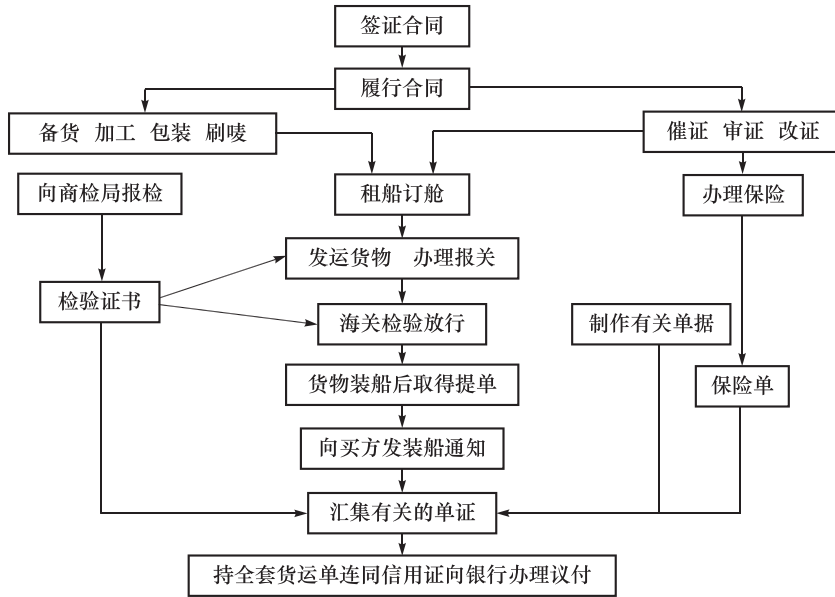 签证合同
履行合同
备货 加工 包装 刷唛
催证 审证 改证
向商检局报检
租船订舱
办理保险
发运货物 办理报关
检验证书
海关检验放行
制作有关单据
货物装船后取得提单
保险单
向买方发装船通知
汇集有关的单证
持全套货运单连同信用证向银行办理议付